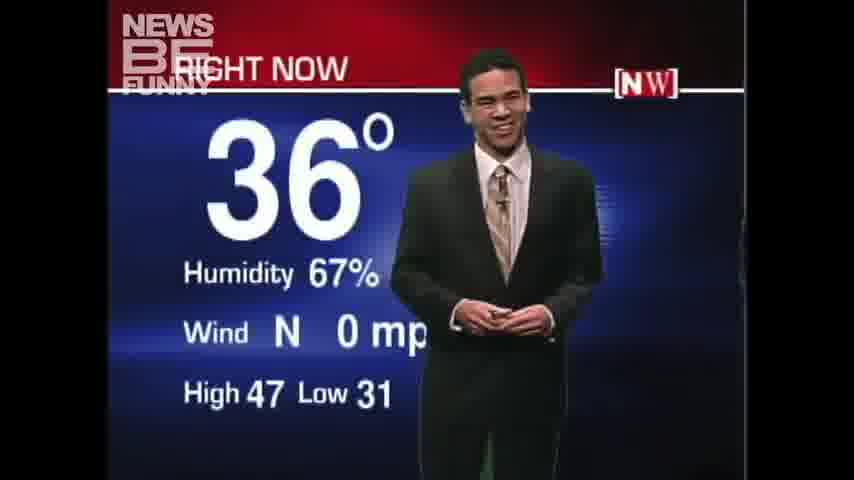 NEWS
BE
FUNNY
RIGHT NOW
[NW]
36°
Humidity 67%
Wind N 0 mp
High 47 Low 31